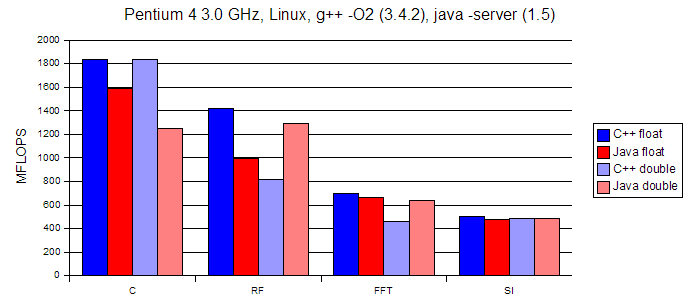 Pentium 4 3.0 GHz, Linux, g++ -O2 (3.4.2), java -server (1.5)
MFLOPS
2000
1800
1600
1400
1200
1000
800
600
400
200
0
C
RF
FFT
SI
C++ float
Java float
C++ double
Java double